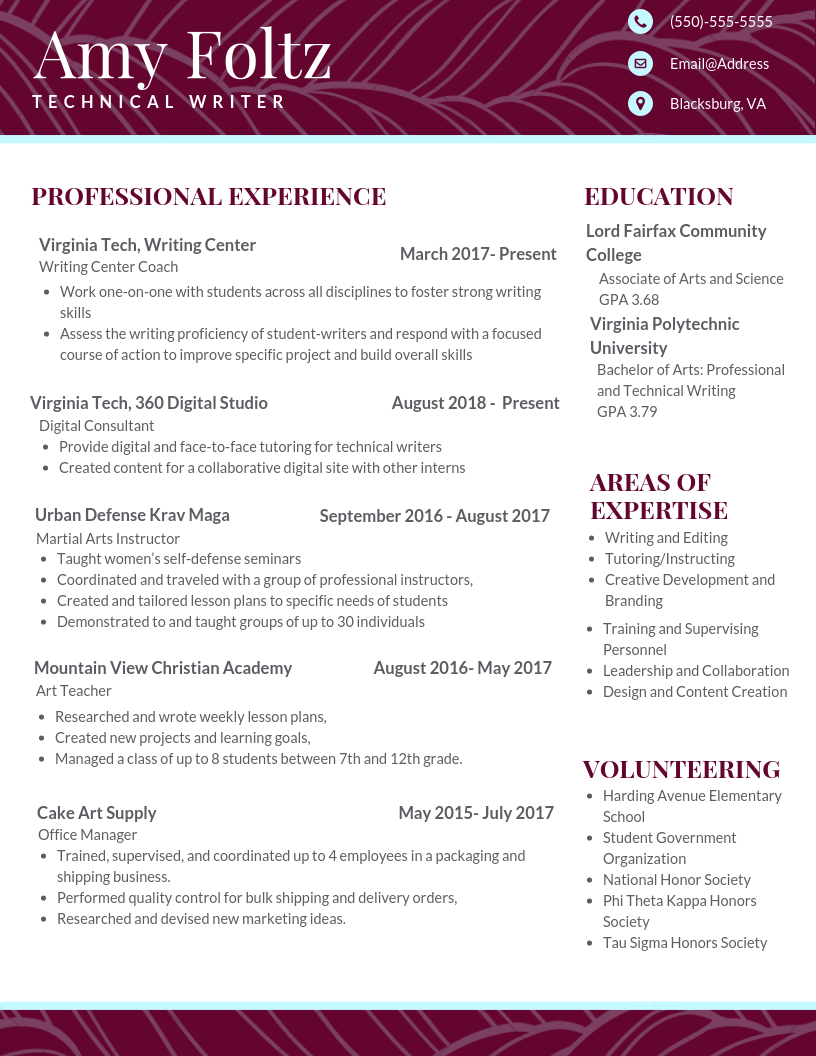 Amy Foltz
TECHNICAL WRITER
(550)-555-5555
Email@Address
Blacksburg, VA
PROFESSIONAL EXPERIENCE
Virginia Tech, Writing Center
March 2017- Present
Writing Center Coach
• Work one-on-one with students across all disciplines to foster strong writing
skills
• Assess the writing proficiency of student-writers and respond with a focused
course of action to improve specific project and build overall skills
Virginia Tech, 360 Digital Studio
August 2018 - Present
Digital Consultant
• Provide digital and face-to-face tutoring for technical writers
• Created content for a collaborative digital site with other interns
Urban Defense Krav Maga
September 2016 - August 2017
Martial Arts Instructor
• Taught women's self-defense seminars
• Coordinated and traveled with a group of professional instructors,
• Created and tailored lesson plans to specific needs of students
• Demonstrated to and taught groups of up to 30 individuals
Mountain View Christian Academy
August 2016- May 2017
Art Teacher
• Researched and wrote weekly lesson plans,
• Created new projects and learning goals,
• Managed a class of up to 8 students between 7th and 12th grade.
Cake Art Supply
May 2015- July 2017
Office Manager
• Trained, supervised, and coordinated up to 4 employees in a packaging and
shipping business.
• Performed quality control for bulk shipping and delivery orders,
• Researched and devised new marketing ideas.
EDUCATION
Lord Fairfax Community
College
Associate of Arts and Science
GPA 3.68
Virginia Polytechnic
University
Bachelor of Arts: Professional
and Technical Writing
GPA 3.79
AREAS OF
EXPERTISE
• Writing and Editing
• Tutoring/Instructing
• Creative Development and
Branding
• Training and Supervising
Personnel
• Leadership and Collaboration
• Design and Content Creation
VOLUNTEERING
• Harding Avenue Elementary
School
• Student Government
Organization
• National Honor Society
• Phi Theta Kappa Honors
Society
• Tau Sigma Honors Society